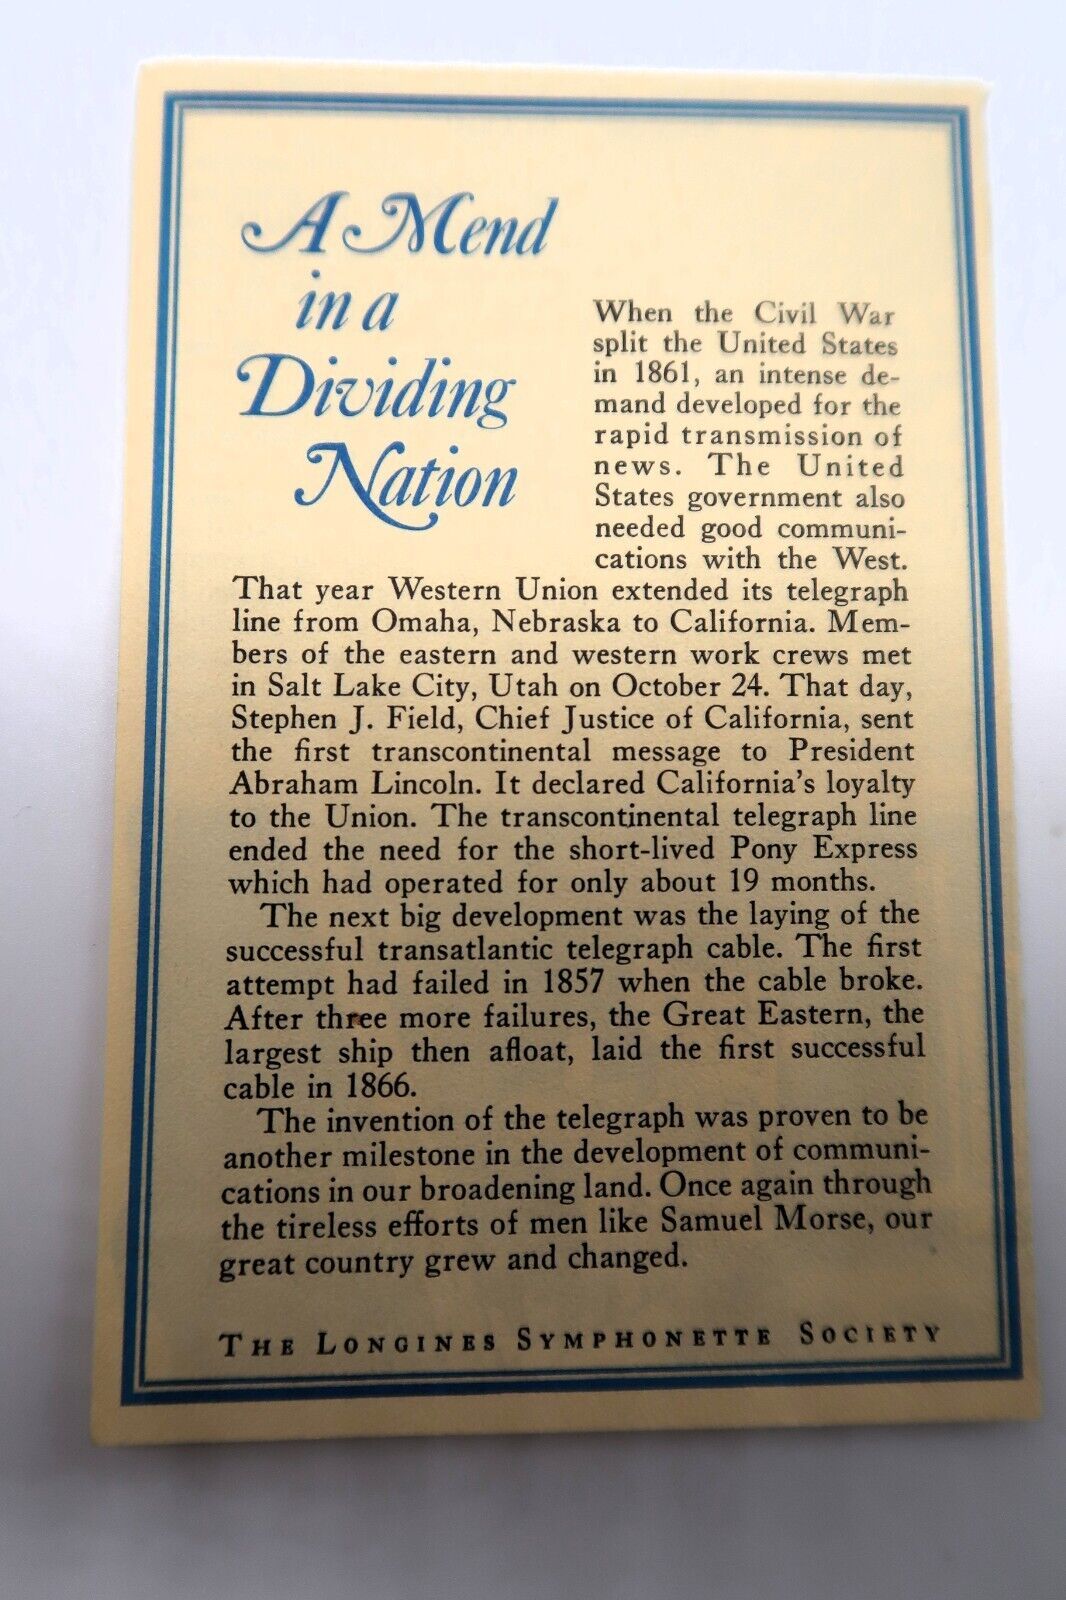 A Mend
in a
Dividing
Nation
When the Civil War
split the United States
in 1861, an intense de-
mand developed for the
rapid transmission of
news. The United
States government also
needed good communi-
cations with the West.
That year Western Union extended its telegraph
line from Omaha, Nebraska to California. Mem-
bers of the eastern and western work crews met
in Salt Lake City, Utah on October 24. That day,
Stephen J. Field, Chief Justice of California, sent
the first transcontinental message to President
Abraham Lincoln. It declared California's loyalty
to the Union. The transcontinental telegraph line
ended the need for the short-lived Pony Express
which had operated for only about 19 months.
The next big development was the laying of the
successful transatlantic telegraph cable. The first
attempt had failed in 1857 when the cable broke.
After three more failures, the Great Eastern, the
largest ship then afloat, laid the first successful
cable in 1866.
The invention of the telegraph was proven to be
another milestone in the development of communi-
cations in our broadening land. Once again through
the tireless efforts of men like Samuel Morse, our
great country grew and changed.
THE LONGINES SYMPHONETTE SOCIETY